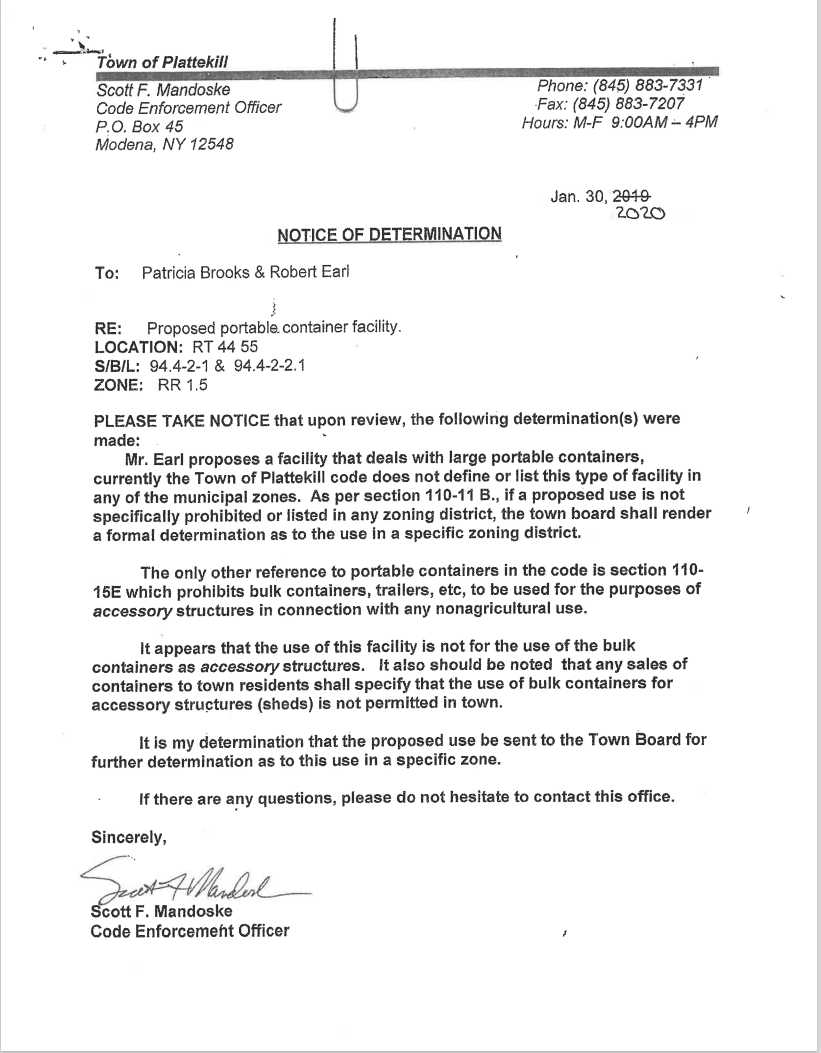 Town of Plattekill
Scott F. Mandoske
Code Enforcement Officer
P.O. Box 45
Modena, NY 12548
Phone: (845) 883-7331
Fax: (845) 883-7207
Hours: M-F 9:00AM – 4PM
Jan. 30, 2019
2020
NOTICE OF DETERMINATION
To: Patricia Brooks & Robert Earl
RE: Proposed portable container facility.
LOCATION: RT 44 55
S/B/L: 94.4-2-1 & 94.4-2-2.1
ZONE: RR 1.5
PLEASE TAKE NOTICE that upon review, the following determination(s) were
made:
Mr. Earl proposes a facility that deals with large portable containers,
currently the Town of Plattekill code does not define or list this type of facility in
any of the municipal zones. As per section 110-11 B., if a proposed use is not
specifically prohibited or listed in any zoning district, the town board shall render
a formal determination as to the use in a specific zoning district.
The only other reference to portable containers in the code is section 110-
15E which prohibits bulk containers, trailers, etc, to be used for the purposes of
accessory structures in connection with any nonagricultural use.
It appears that the use of this facility is not for the use of the bulk
containers as accessory structures. It also should be noted that any sales of
containers to town residents shall specify that the use of bulk containers for
accessory structures (sheds) is not permitted in town.
It is my determination that the proposed use be sent to the Town Board for
further determination as to this use in a specific zone.
If there are any questions, please do not hesitate to contact this office.
Sincerely,
Scott F Mandosk
Scott F. Mandoske
Code Enforcement Officer